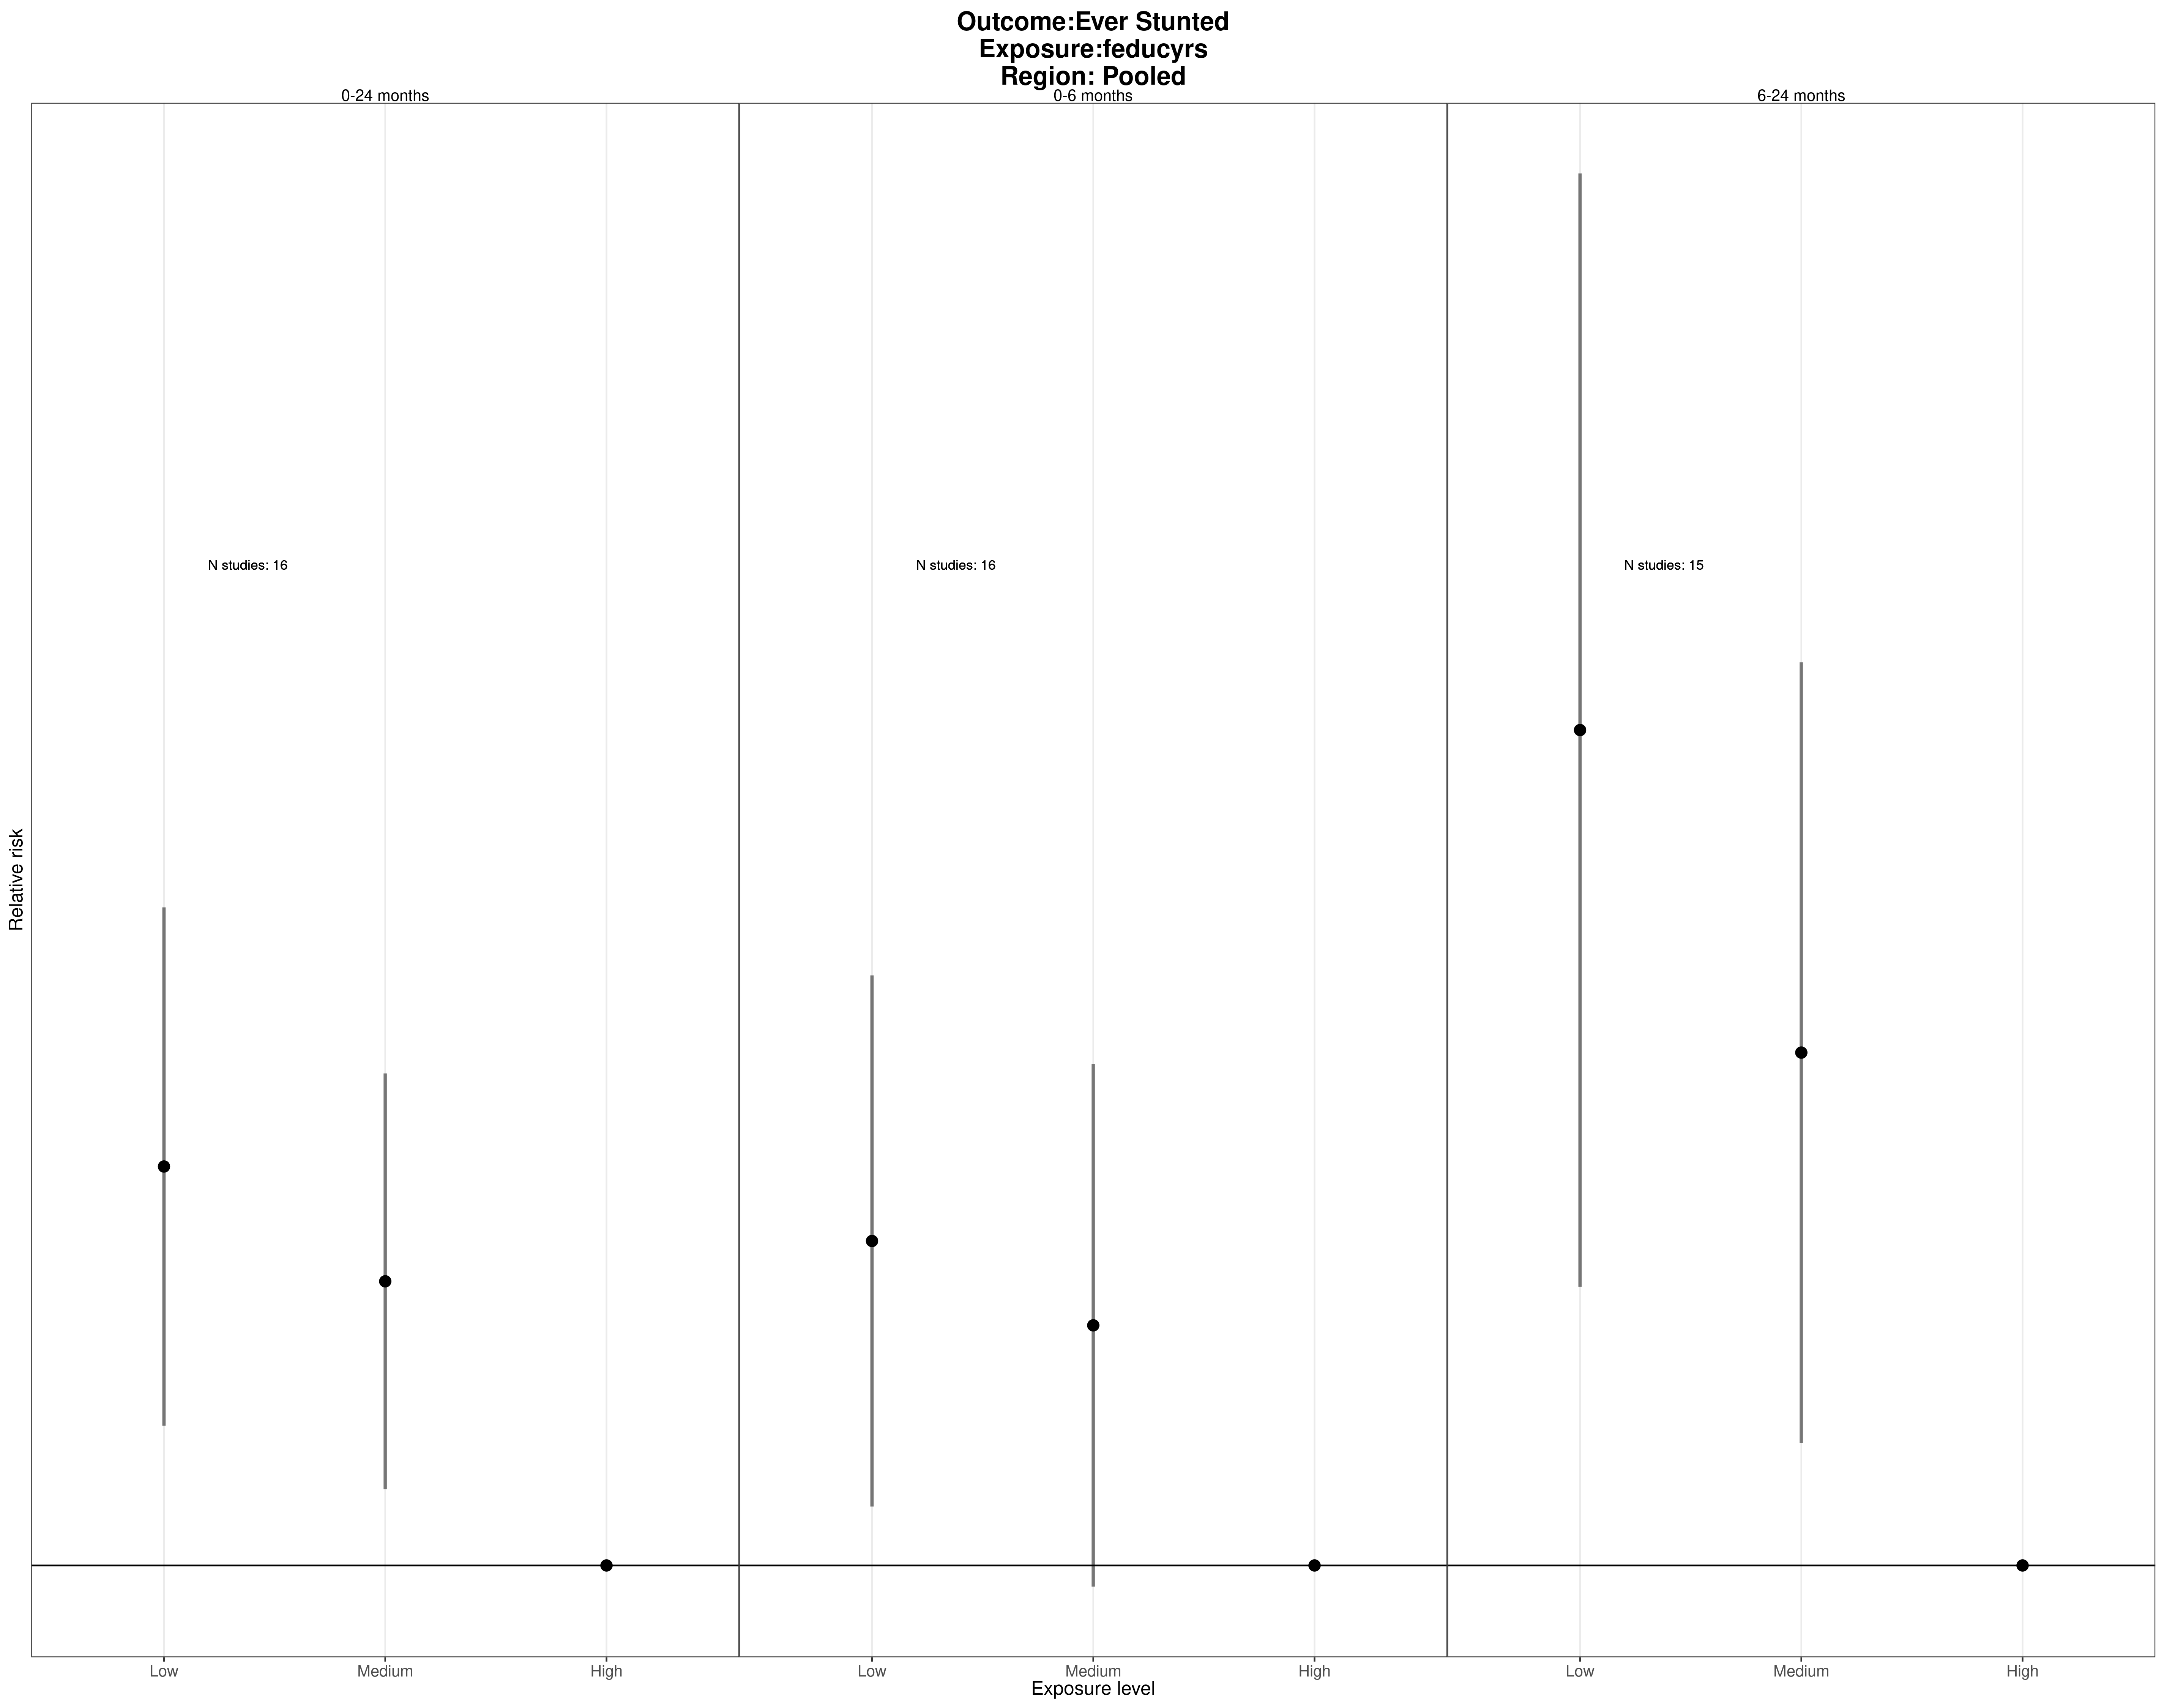 Outcome:Ever Stunted
Exposure:feducyrs
Region: Pooled
0-24 months
0-6 months
6-24 months
N studies: 16
N studies: 16
N studies: 15
Relative risk
Low
Medium
High
Low
Medium
High
Low
Medium
High
Exposure level